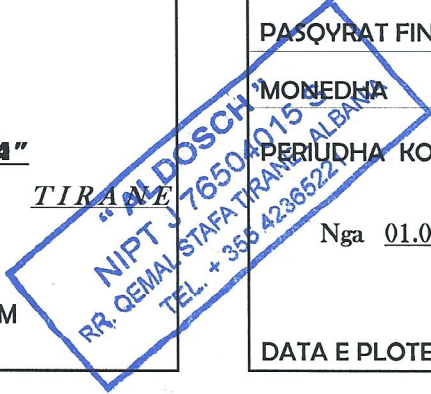 A"
TIRANE
M
"ALDOSCH"
NIPT J 76504015 S
RR. QEMAL STAFA TIRANE, ALBANIA
TEL. + 355 42365221
PASQYRAT FIN
MONEDHA
PERIUDHA KO
Nga 01.0
DATA E PLOTE